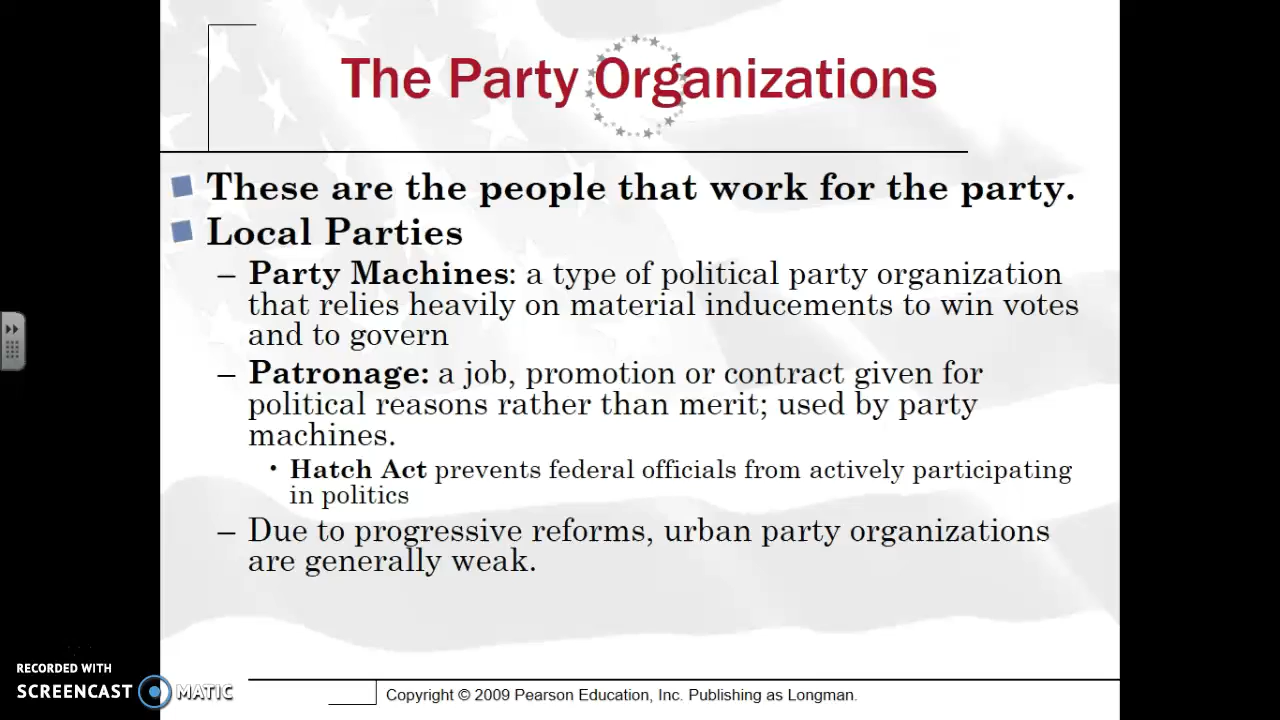 The Party Organizations
These are the people that work for the party.
Local Parties
– Party Machines: a type of political party organization
that relies heavily on material inducements to win votes
and to govern
– Patronage: a job, promotion or contract given for
political reasons rather than merit; used by party
machines.
• Hatch Act prevents federal officials from actively participating
in politics
– Due to progressive reforms, urban party organizations
are generally weak.
RECORDED WITH
SCREENCAST MATIC
Copyright © 2009 Pearson Education, Inc. Publishing as Longman.